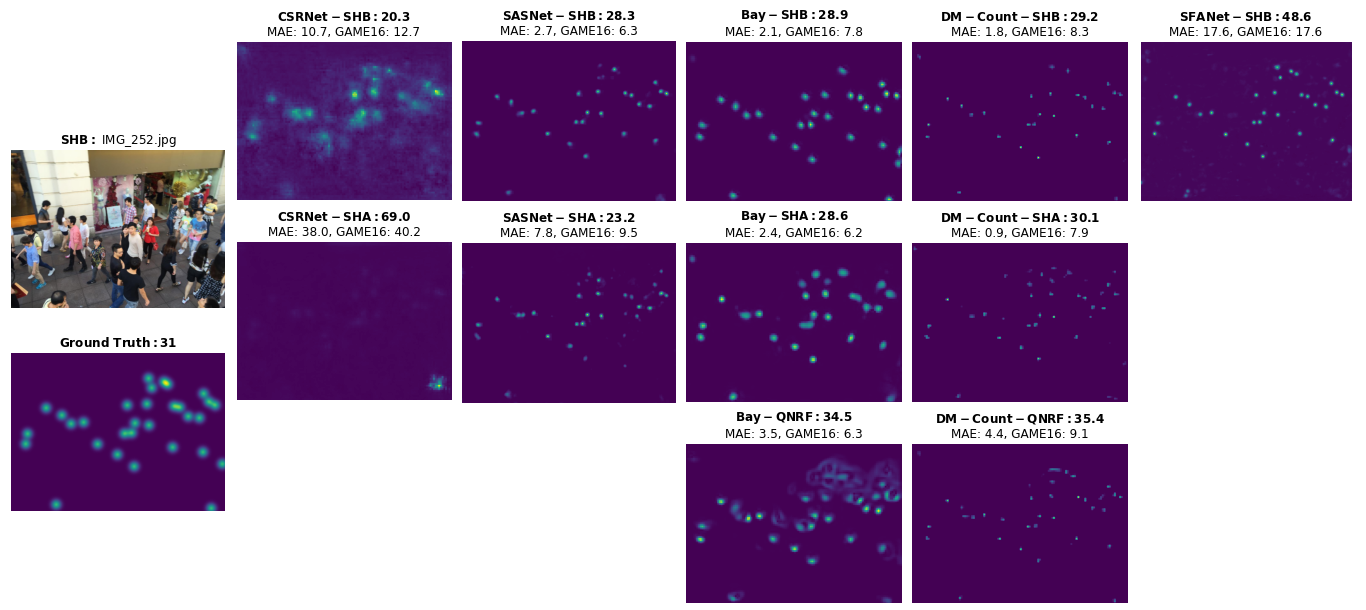 CSRNet − SHB: 20.3
MAE: 10.7, GAME16: 12.7
SASNet − SHB: 28.3
MAE: 2.7, GAME16: 6.3
Bay − SHB: 28.9
MAE: 2.1, GAME16: 7.8
DM − Count − SHB: 29.2
MAE: 1.8, GAME16: 8.3
SFANet − SHB: 48.6
MAE: 17.6, GAME16: 17.6
SHB: IMG_252.jpg
CSRNet − SHA: 69.0
MAE: 38.0, GAME16: 40.2
SASNet − SHA: 23.2
MAE: 7.8, GAME16: 9.5
Bay − SHA: 28.6
MAE: 2.4, GAME16: 6.2
DM − Count − SHA: 30.1
MAE: 0.9, GAME16: 7.9
Ground Truth: 31
Bay − QNRF: 34.5
MAE: 3.5, GAME16: 6.3
DM − Count − QNRF: 35.4
MAE: 4.4, GAME16: 9.1